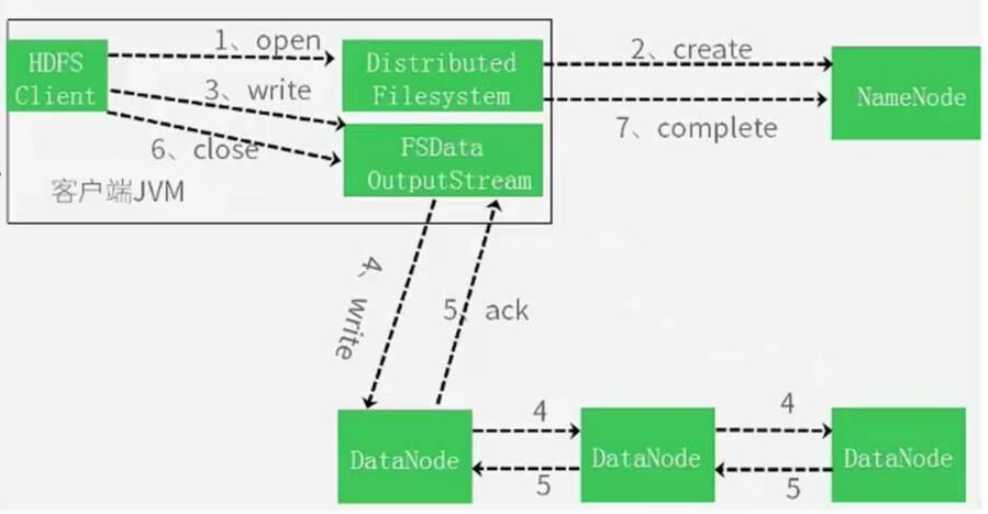 1、open
2、create
HDFS
Client
Distributed
Filesystem
NameNode
3、write
7、complete
6、close
FSData
OutputStream
客户端JVM
4、write
5、ack
4
4
DataNode
DataNode
DataNode
5
5